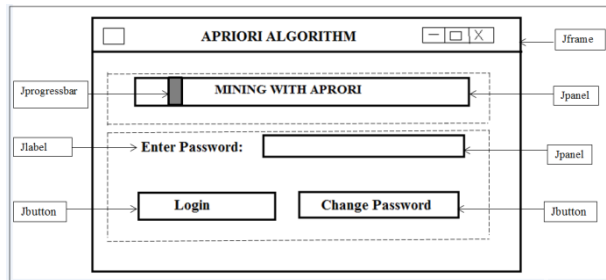 APRIORI ALGORITHM
Jframe
Jprogressbar
MINING WITH APRORI
Jpanel
Jlabel
Enter Password:
Jpanel
Jbutton
Login
Change Password
Jbutton